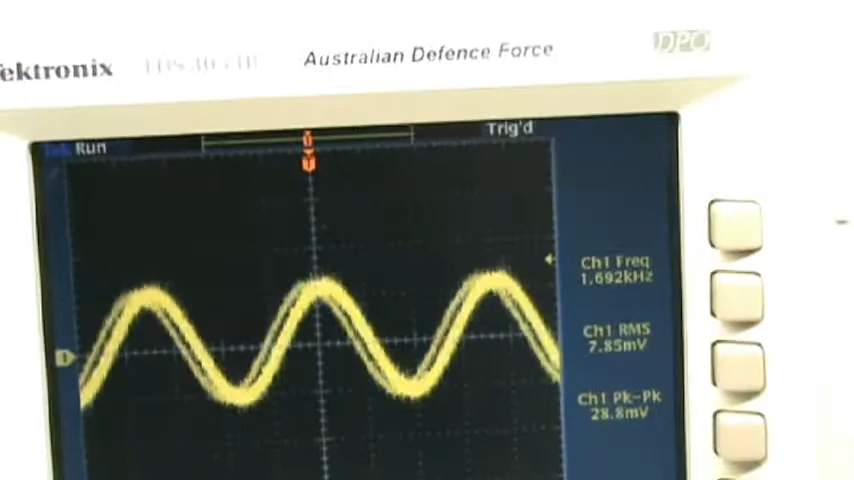 ektronix
Australian Defence Force
DPO
Run
Trig'd
Ch1 Freq
1.692kHz
Ch1 RMS
7.85mV
Ch1 Pk-Pk
28.8mV